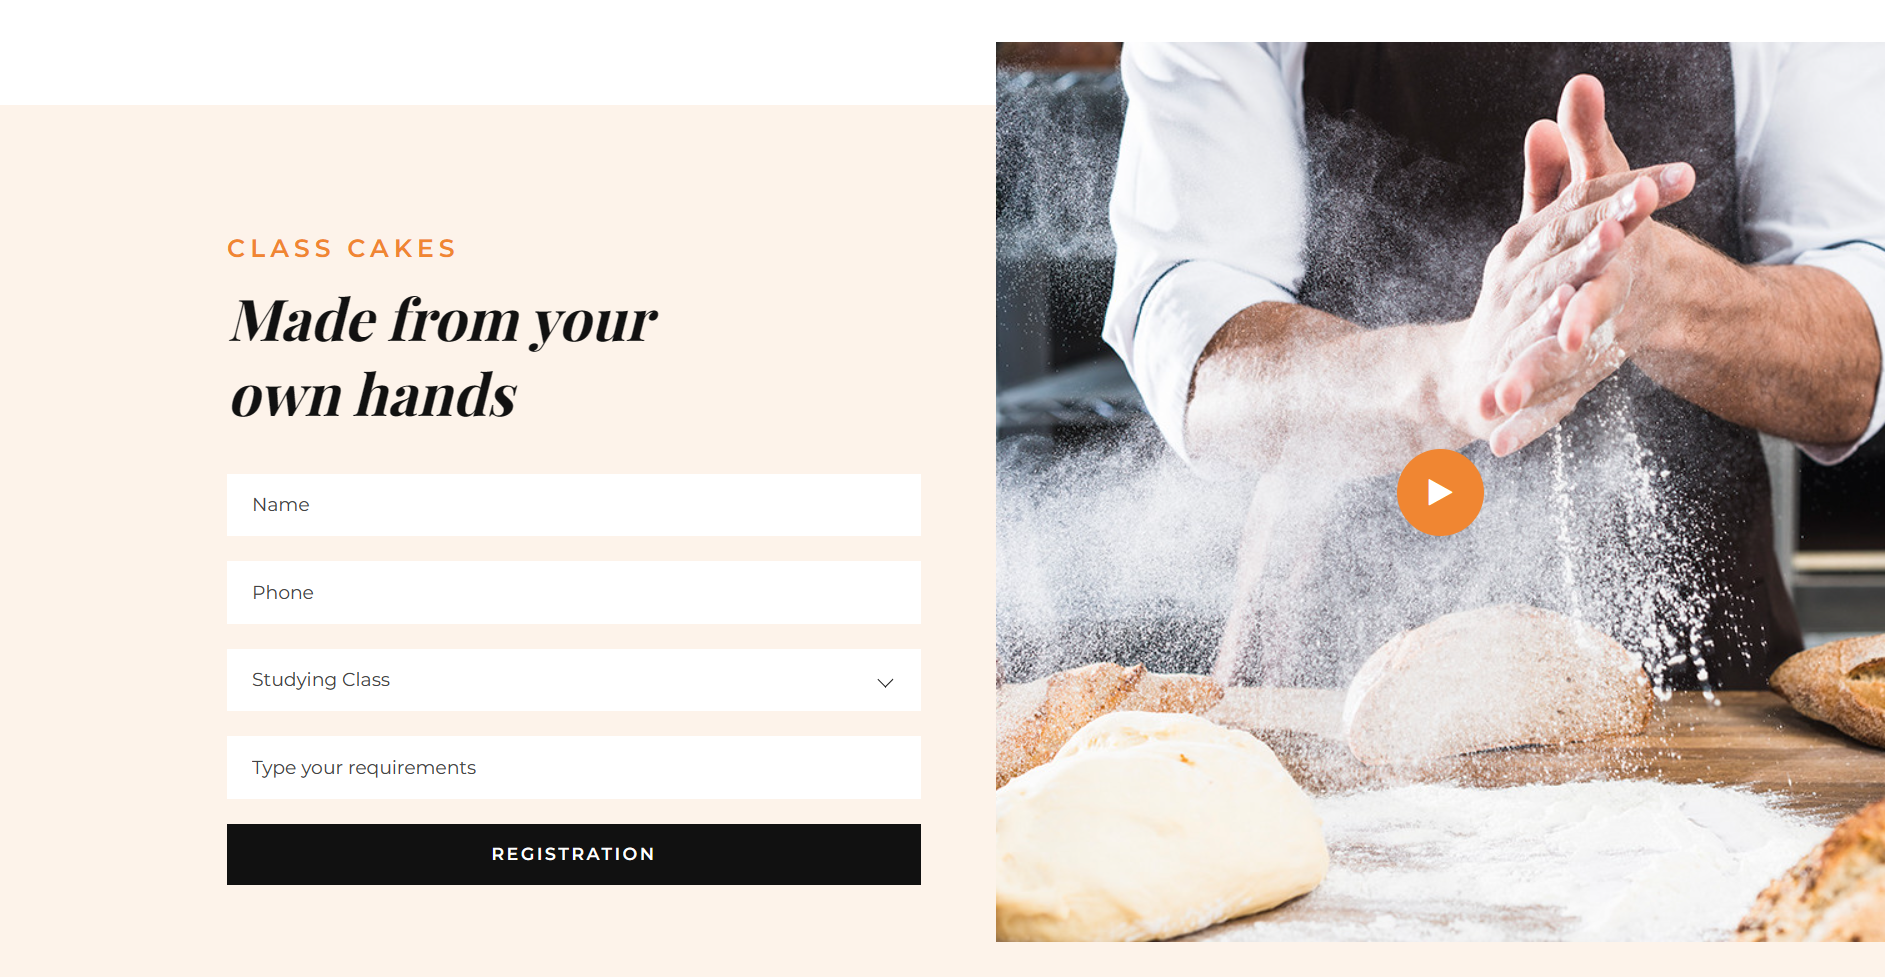 CLASS CAKES
Made from your
own hands
Name
Phone
Studying Class
Type your requirements
REGISTRATION